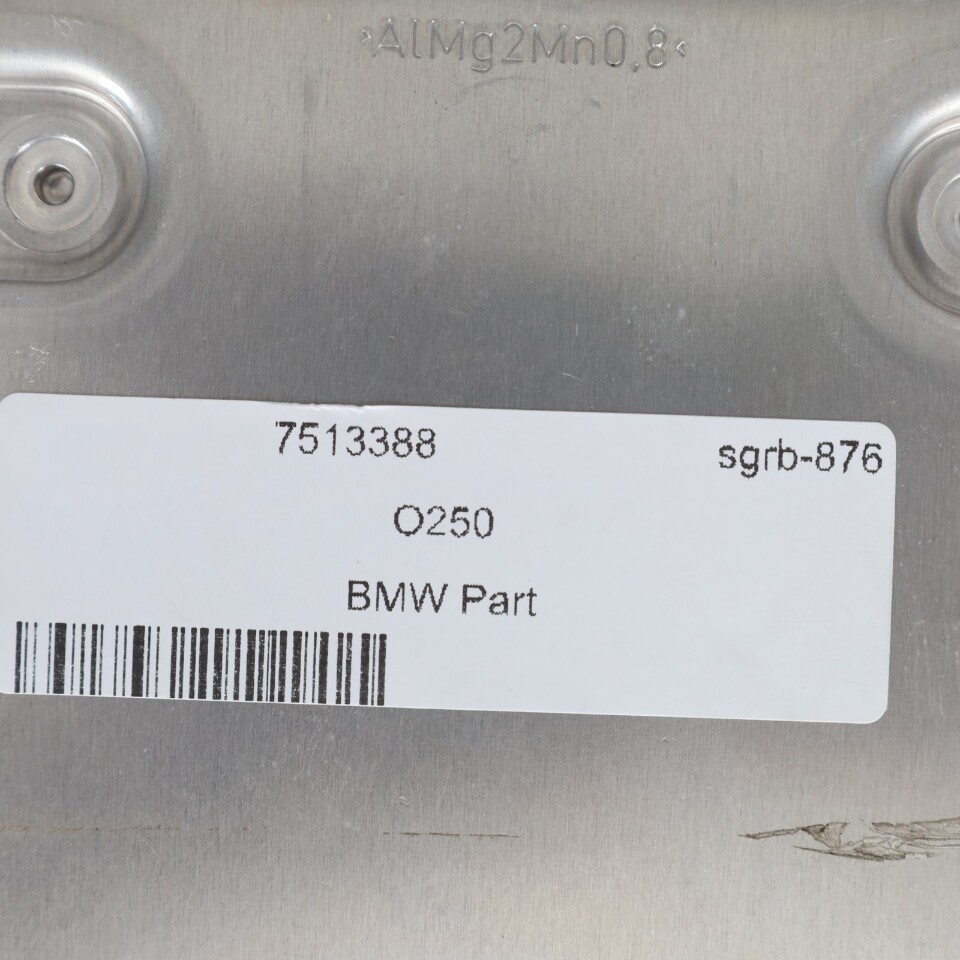 >AlMg2Mn0,8<
7513388 sgrb-876
O250
BMW Part